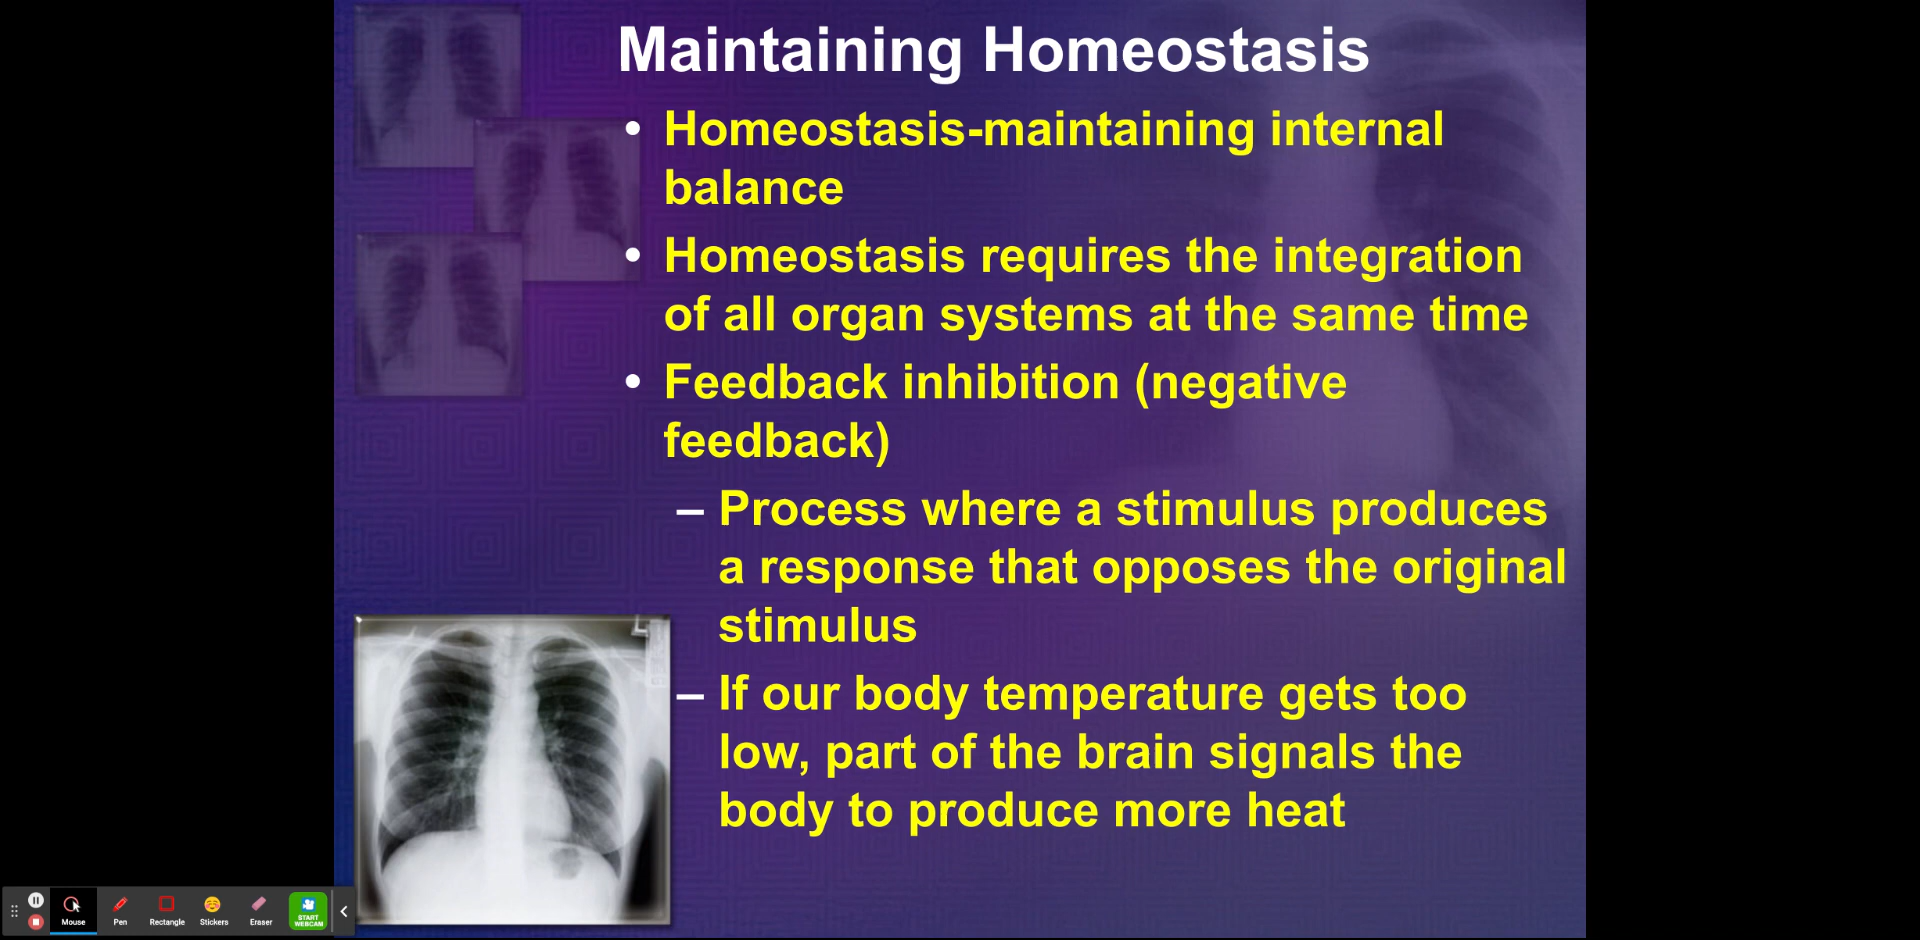 Maintaining Homeostasis
• Homeostasis-maintaining internal
balance
• Homeostasis requires the integration
of all organ systems at the same time
• Feedback inhibition (negative
feedback)
– Process where a stimulus produces
a response that opposes the original
stimulus
– If our body temperature gets too
low, part of the brain signals the
body to produce more heat
Mouse
Pen
Rectangle
Stickers
Eraser
START
WEBCAM